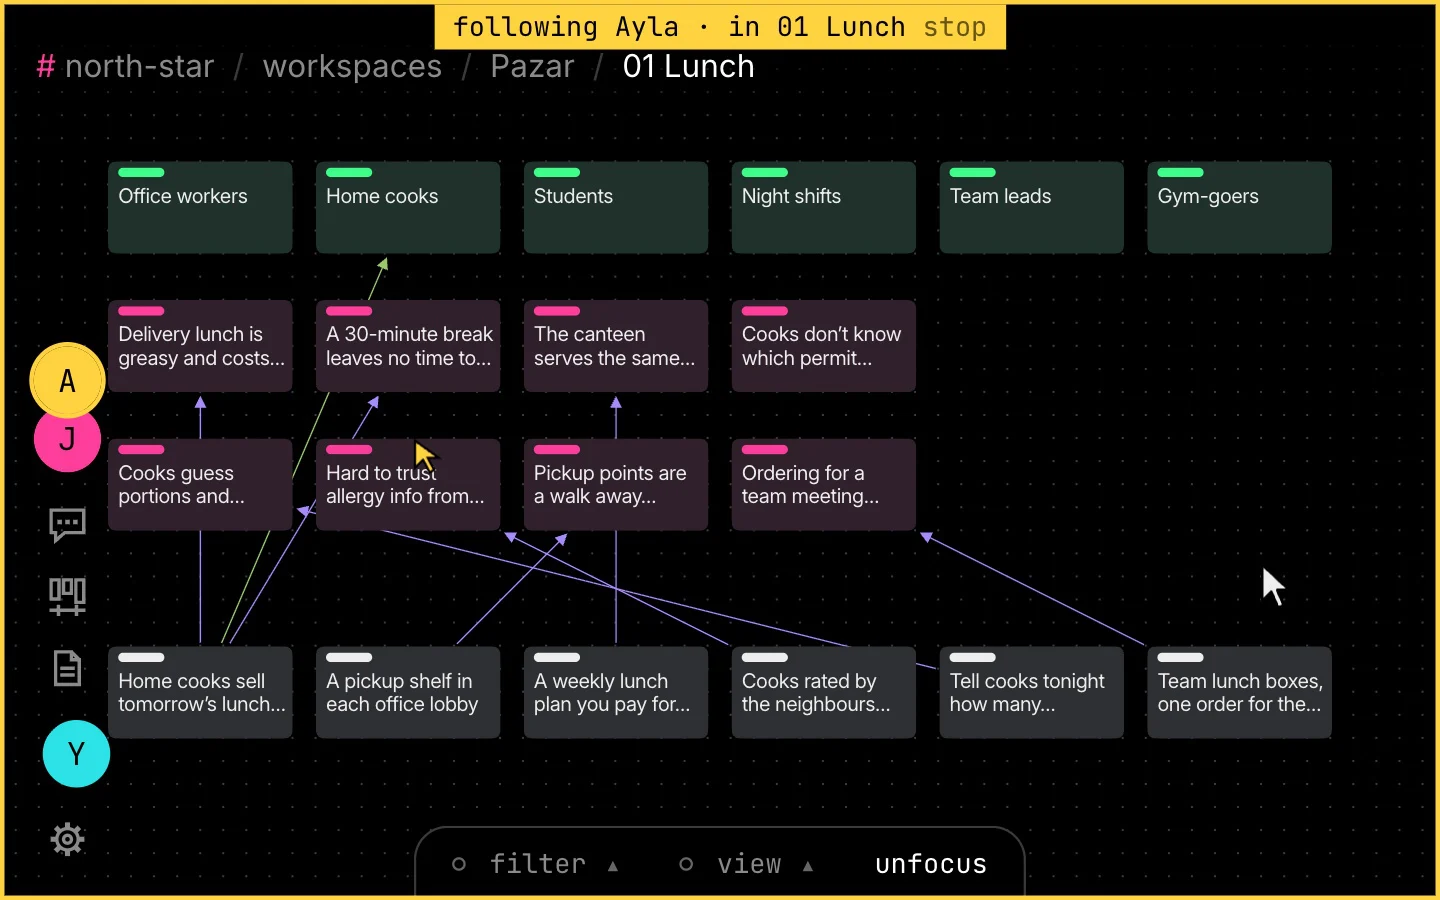 following Ayla · in 01 Lunch stop
# north-star / workspaces / Pazar / 01 Lunch
Office workers
Home cooks
Students
Night shifts
Team leads
Gym-goers
Delivery lunch is
greasy and costs...
A 30-minute break
leaves no time to...
The canteen
serves the same...
Cooks don't know
which permit...
A
J
Cooks guess
portions and...
Hard to trust
allergy info from...
Pickup points are
a walk away...
Ordering for a
team meeting...
Home cooks sell
tomorrow's lunch...
A pickup shelf in
each office lobby
A weekly lunch
plan you pay for...
Cooks rated by
the neighbours...
Tell cooks tonight
how many...
Team lunch boxes,
one order for the...
Y
filter ▲ view ▲ unfocus